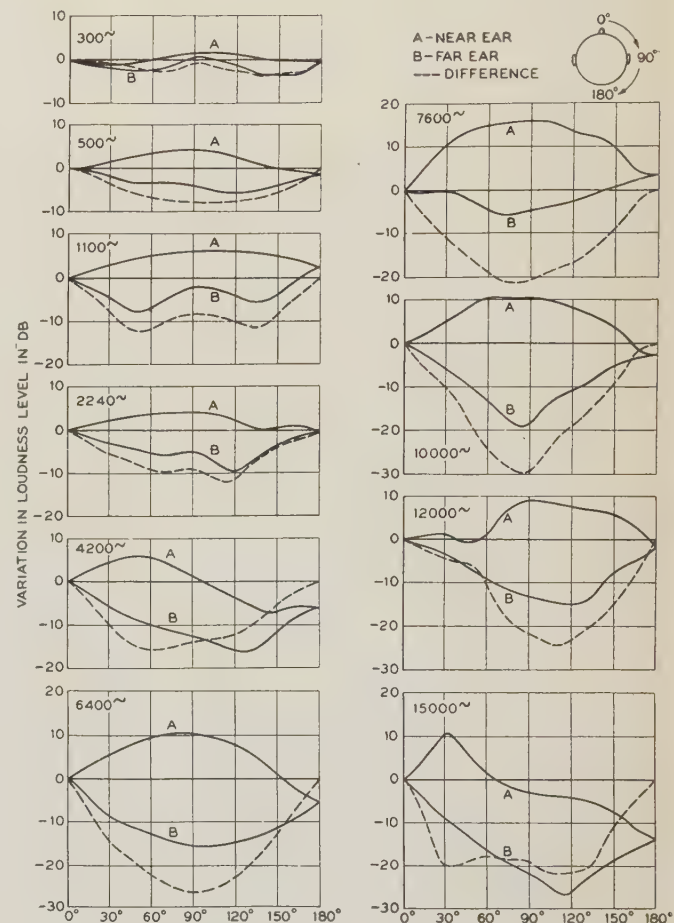 A-NEAR EAR
B-FAR EAR
--- DIFFERENCE
0°
90°
180°
VARIATION IN LOUDNESS LEVEL IN DB
300~
10
0
-10
A
B
500~
10
0
-10
A
B
1100~
10
0
-10
-20
A
B
2240~
10
0
-10
-20
A
B
4200~
10
0
-10
-20
A
B
6400~
20
10
0
-10
-20
-30
A
B
0° 30° 60° 90° 120° 150° 180°
7600~
20
10
0
-10
-20
A
B
10
0
-10
-20
-30
A
B
10000~
12000~
10
0
-10
-20
-30
A
B
15000~
20
10
0
-10
-20
-30
A
B
0° 30° 60° 90° 120° 150° 180°